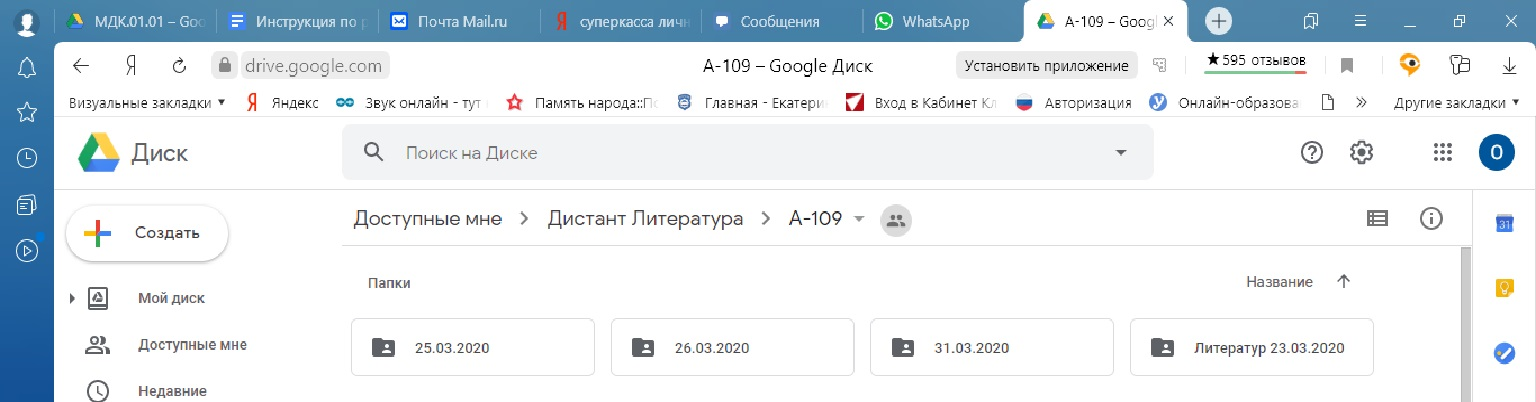 МДК.01.01 – Goo Инструкция по р Почта Mail.ru суперкасса личн Сообщения WhatsApp А-109 – Googl
drive.google.com А-109 – Google Диск Установить приложение ★595 отзывов
Визуальные закладки Яндекс Звук онлайн - тут Память народа::По Главная - Екатери Вход в Кабинет Кл Авторизация Онлайн-образова Другие закладки
Диск Поиск на Диске О
Создать Доступные мне > Дистант Литература > А-109 31
Папки Название
Мой диск
Доступные мне 25.03.2020 26.03.2020 31.03.2020 Литератур 23.03.2020
Недавние